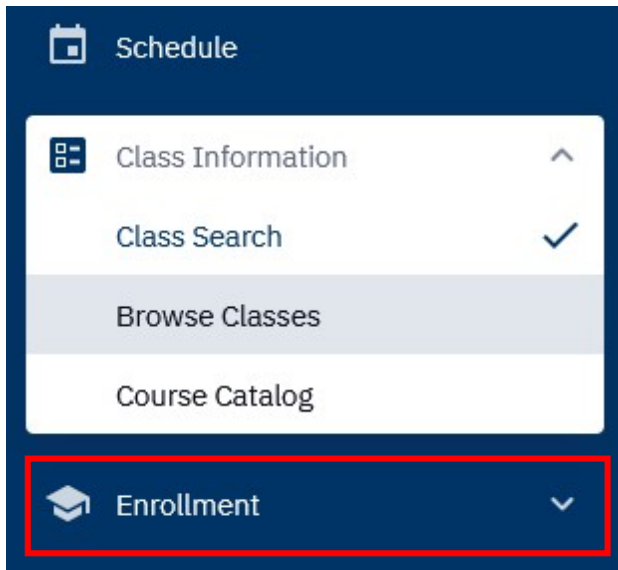 Schedule
Class Information
Class Search
Browse Classes
Course Catalog
Enrollment